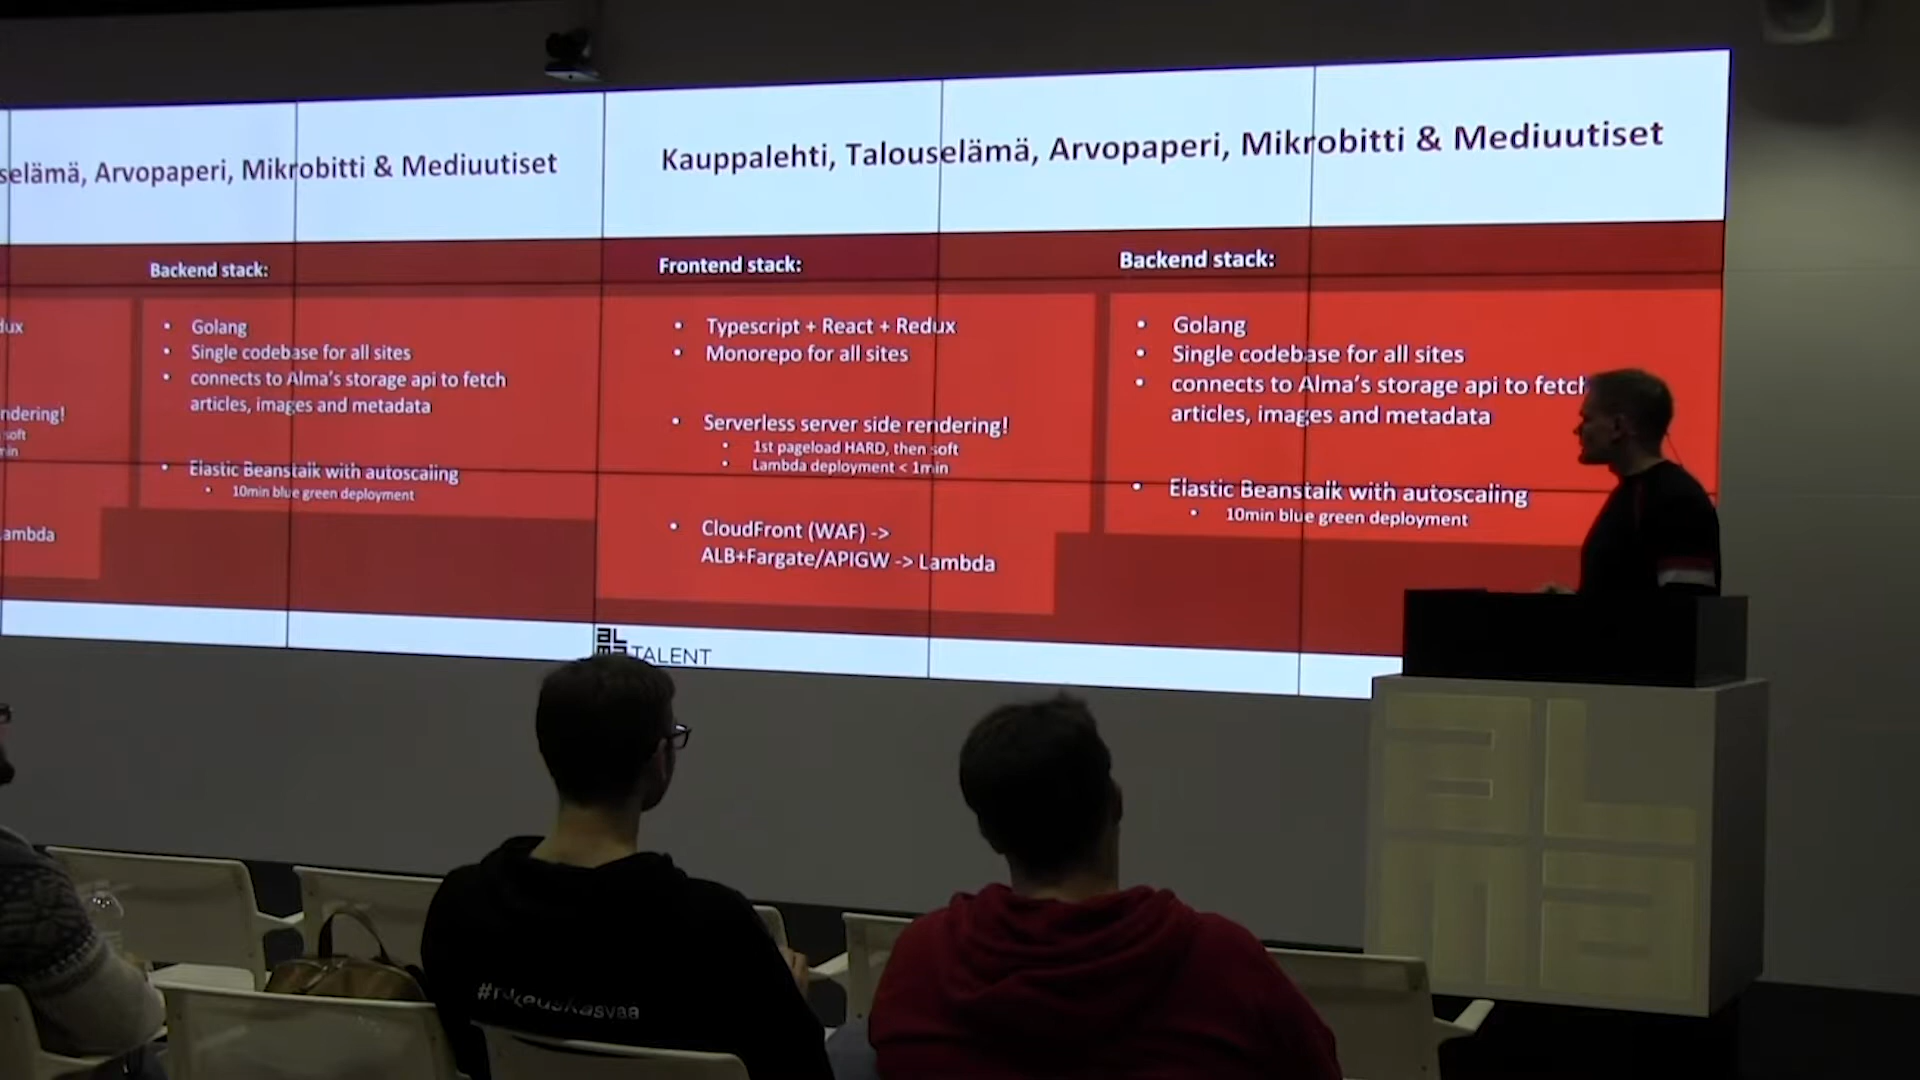 selämä, Arvopaperi, Mikrobitti & Mediuutiset
Backend stack:
• Golang
• Single codebase for all sites
• connects to Alma's storage api to fetch
articles, images and metadata
• Elastic Beanstalk with autoscaling
• 10min blue green deployment
dux
ndering!
soft
min
ambda
Kauppalehti, Talouselämä, Arvopaperi, Mikrobitti & Mediuutiset
Frontend stack:
• Typescript + React + Redux
• Monorepo for all sites
• Serverless server side rendering!
• 1st pageload HARD, then soft
• Lambda deployment < 1min
• CloudFront (WAF) ->
ALB+Fargate/APIGW -> Lambda
Backend stack:
• Golang
• Single codebase for all sites
• connects to Alma's storage api to fetch
articles, images and metadata
• Elastic Beanstalk with autoscaling
• 10min blue green deployment
TALENT
aL
ma